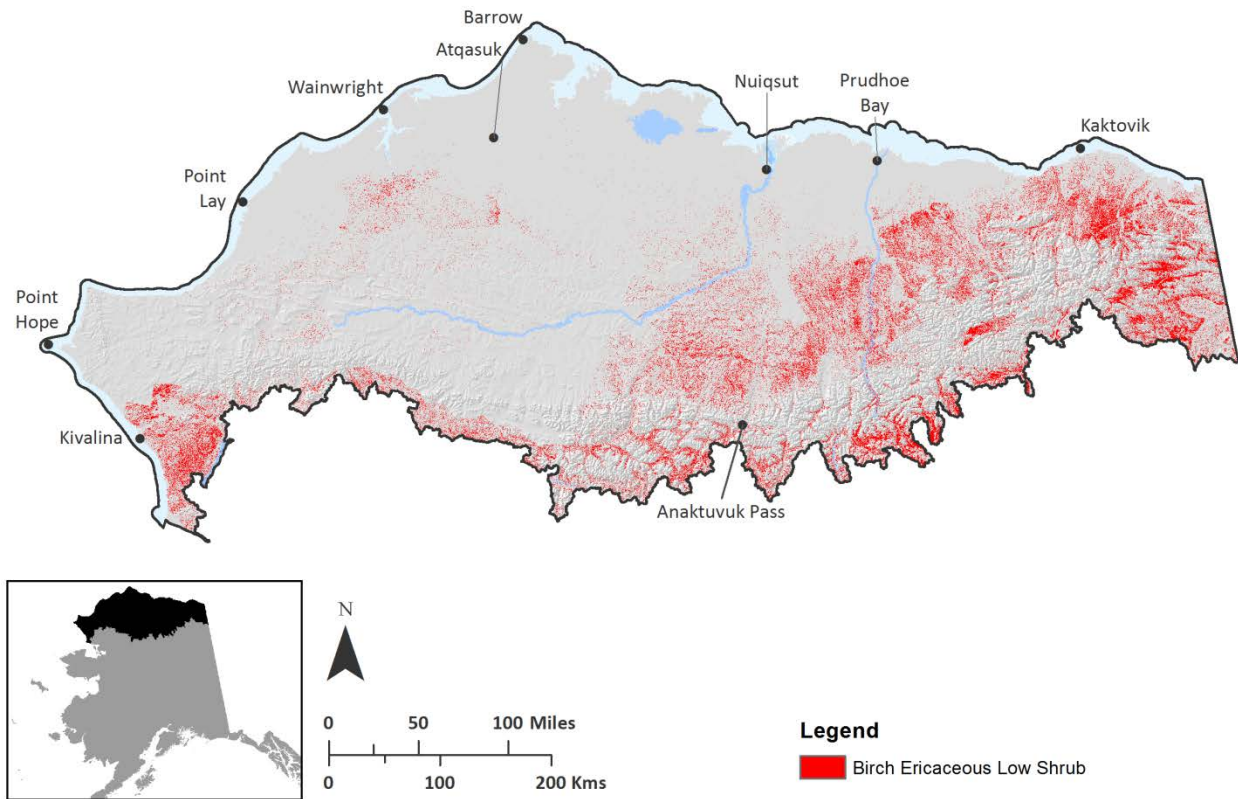 Barrow
Atqasuk
Wainwright
Nuiqsut
Prudhoe
Bay
Kaktovik
Point
Lay
Point
Hope
Kivalina
Anaktuvuk Pass
N
0 50 100 Miles
0 100 200 Kms
Legend
Birch Ericaceous Low Shrub